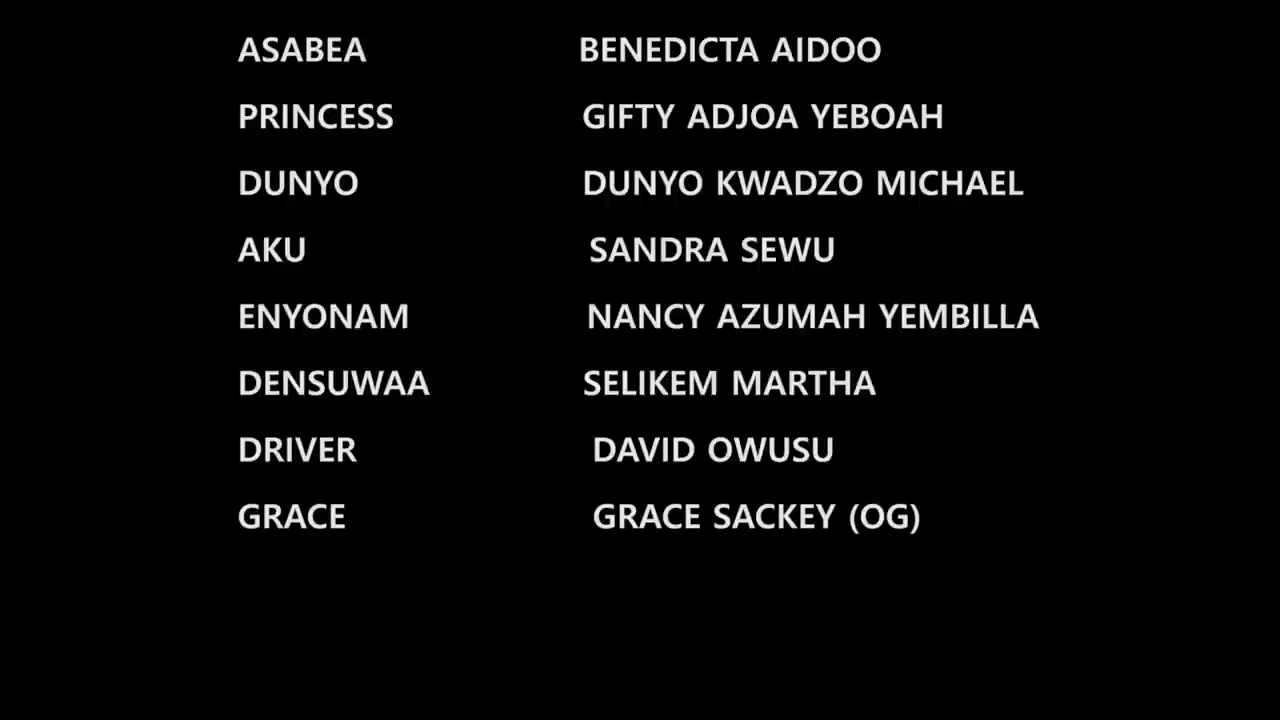 ASABEA BENEDICTA AIDOO
PRINCESS GIFTY ADJOA YEBOAH
DUNYO DUNYO KWADZO MICHAEL
AKU SANDRA SEWU
ENYONAM NANCY AZUMAH YEMBILLA
DENSUWAA SELIKEM MARTHA
DRIVER DAVID OWUSU
GRACE GRACE SACKEY (OG)